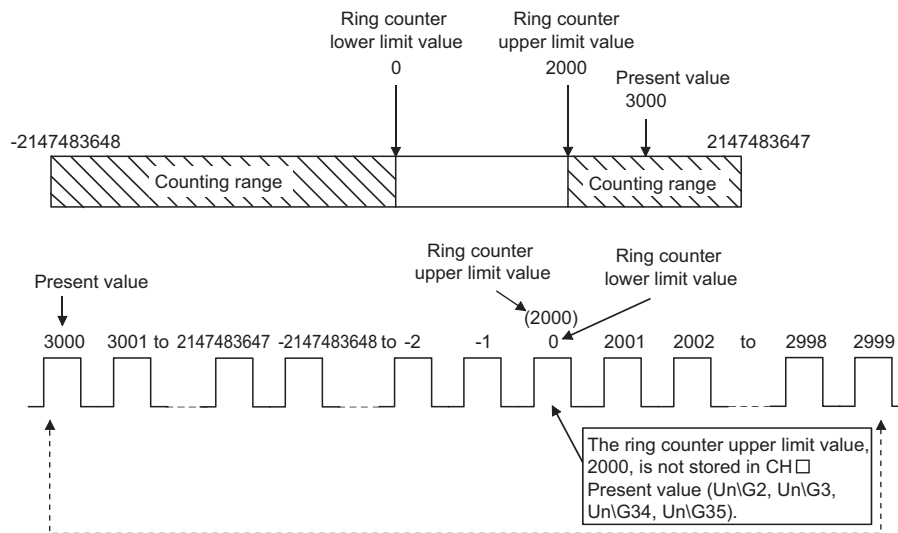 Ring counter
lower limit value
0
Ring counter
upper limit value
2000
Present value
3000
-2147483648
2147483647
Counting range
Counting range
Ring counter
upper limit value
Ring counter
lower limit value
Present value
(2000)
3000 3001 to 2147483647 -2147483648 to -2 -1 0 2001 2002 to 2998 2999
The ring counter upper limit value,
2000, is not stored in CH□
Present value (Un\G2, Un\G3,
Un\G34, Un\G35).